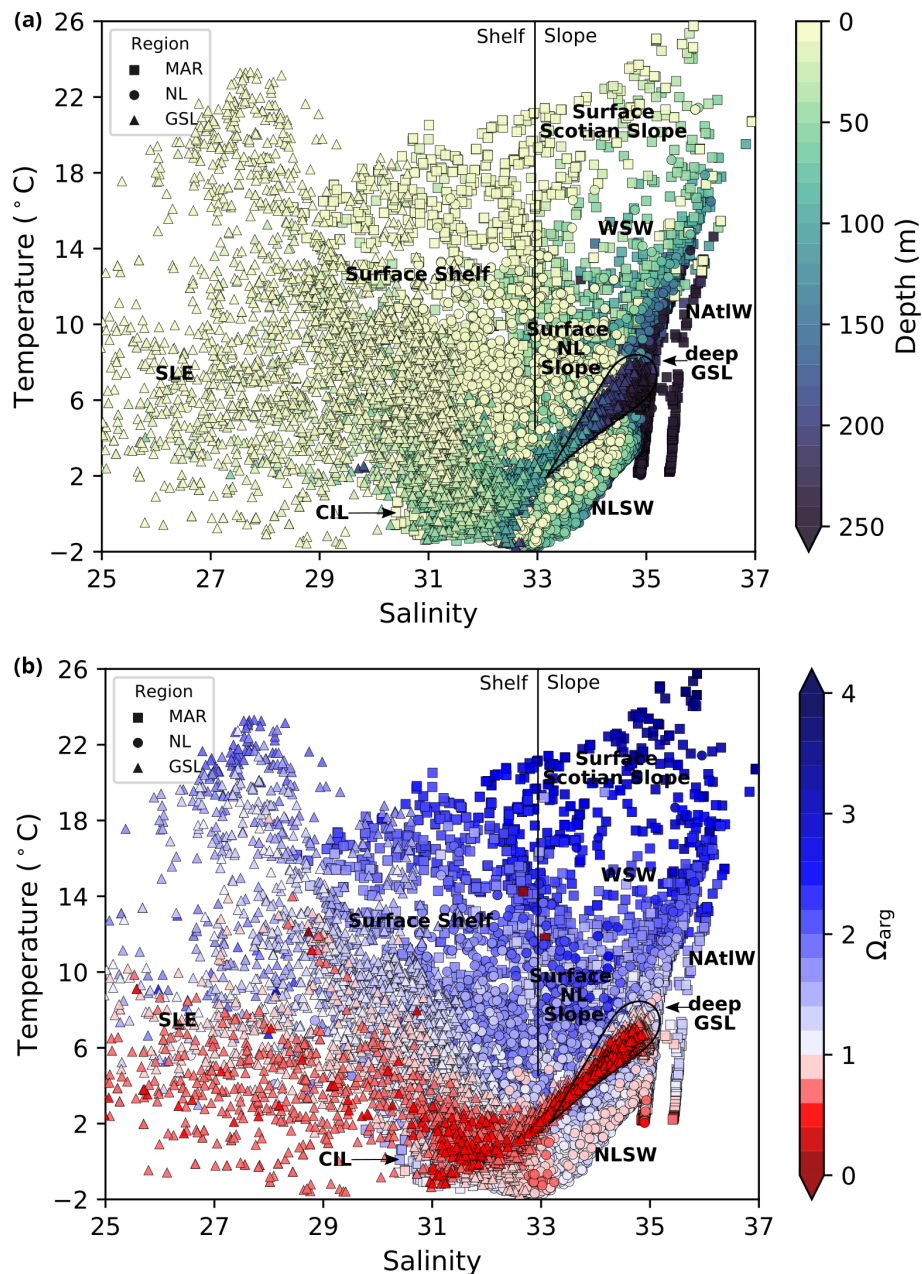 (a)
Region
MAR
NL
GSL
Shelf
Slope
Surface
Scotian Slope
WSW
Surface Shelf
NAtlW
Surface
NL
Slope
deep
GSL
SLE
CIL
NLSW
26
22
18
14
10
6
2
−2
25
27
29
31
33
35
37
Temperature (°C)
Salinity
0
50
100
150
200
250
Depth (m)
(b)
Region
MAR
NL
GSL
Shelf
Slope
Surface
Scotian Slope
WSW
Surface Shelf
NAtlW
Surface
NL
Slope
deep
GSL
SLE
CIL
NLSW
26
22
18
14
10
6
2
−2
25
27
29
31
33
35
37
Temperature (°C)
Salinity
4
3
2
1
0
Ωarg